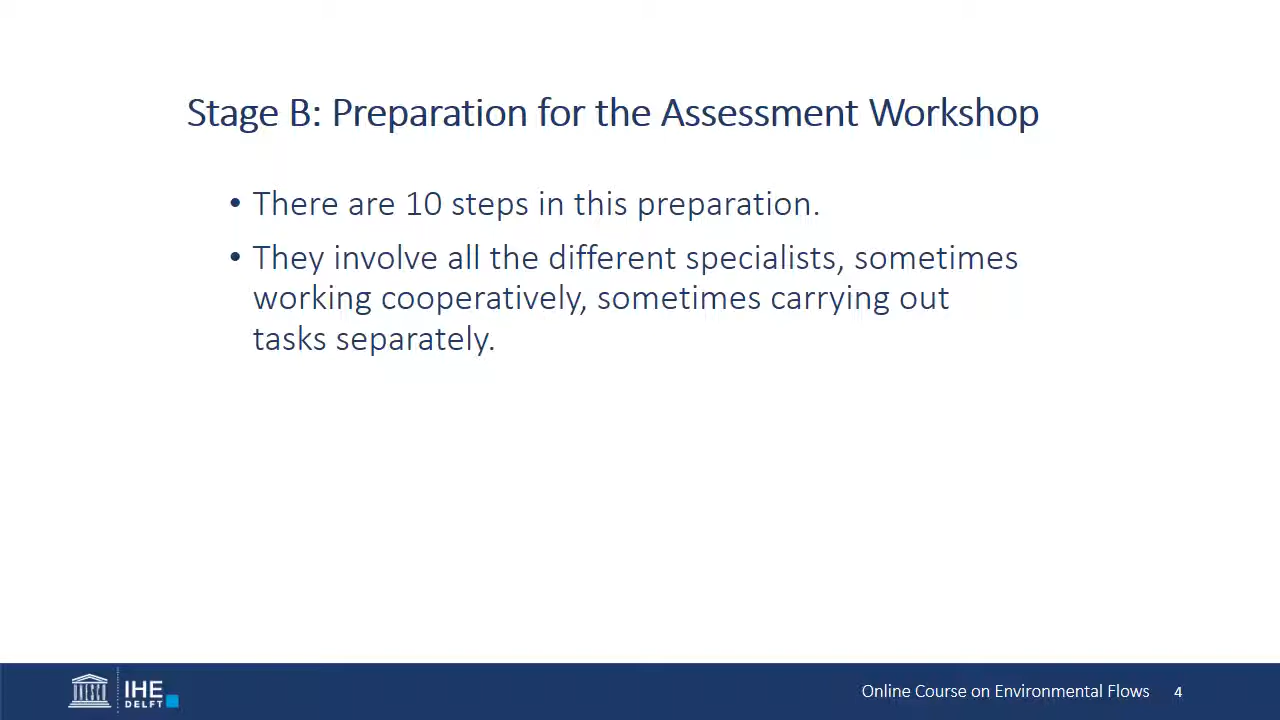 Stage B: Preparation for the Assessment Workshop
• There are 10 steps in this preparation.
• They involve all the different specialists, sometimes
working cooperatively, sometimes carrying out
tasks separately.
IHE
DELFT
Online Course on Environmental Flows 4